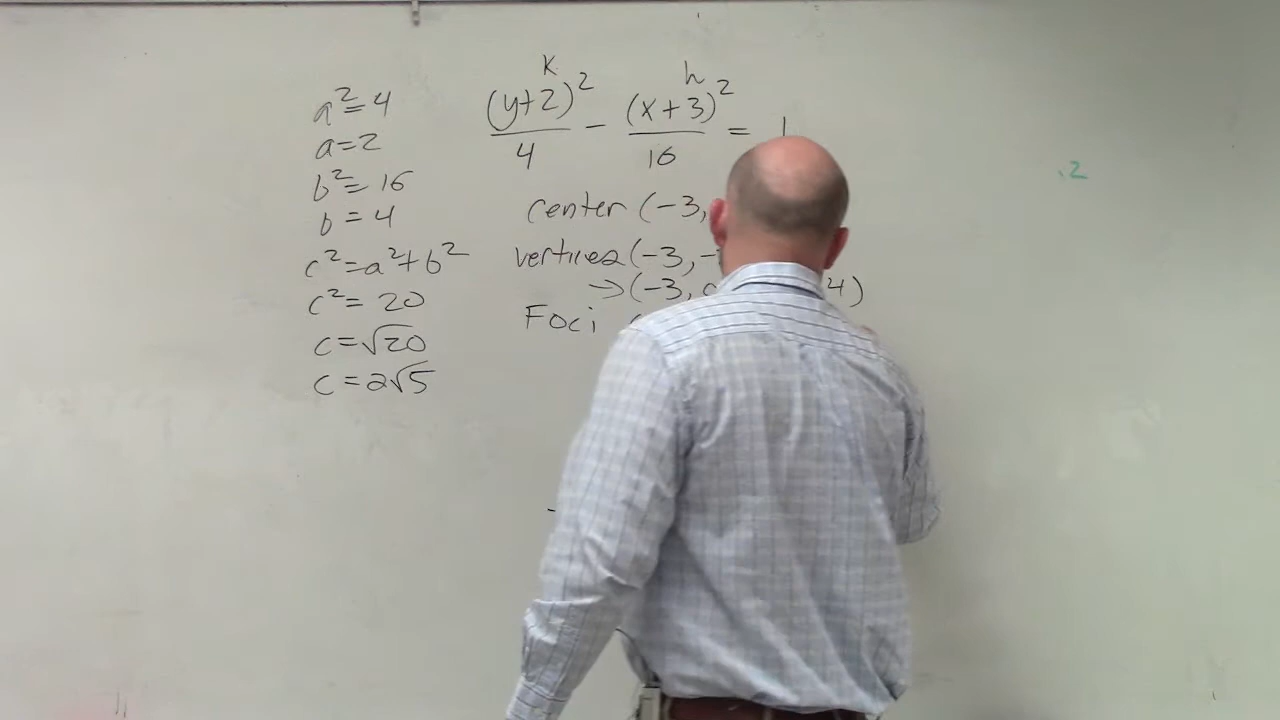 a² = 4
a = 2
b² = 16
b = 4
c² = a² + b²
c² = 20
c = √20
c = 2√5
k h
(y+2)²/4 - (x+3)²/16 = 1
center (-3,
vertices (-3, -
→ (-3, 4)
Foci
.2